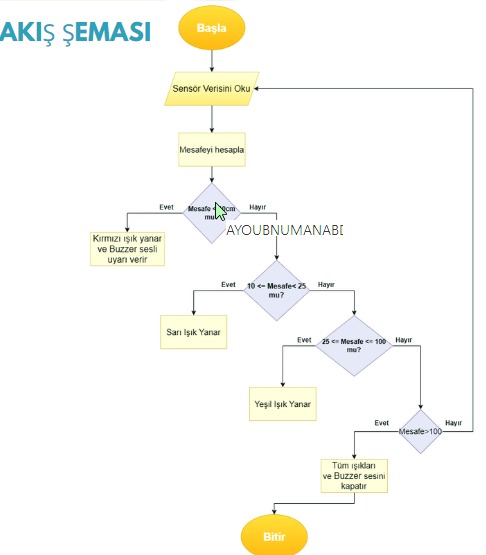 AKIŞ ŞEMASI
Başla
Sensör Verisini Oku
Mesafeyi hesapla
Evet
Mesafe <
cm
Hayır
mu?
AYOUBNUMANABI
Kırmızı ışık yanar
ve Buzzer sesli
uyarı verir
Evet
10 <= Mesafe< 25
mu?
Hayır
Sarı Işık Yanar
Evet
25 <= Mesafe <= 100
mu?
Hayır
Yeşil Işık Yanar
Evet
Mesafe>100
Hayır
Tüm ışıkları
ve Buzzer sesini
kapatır
Bitir